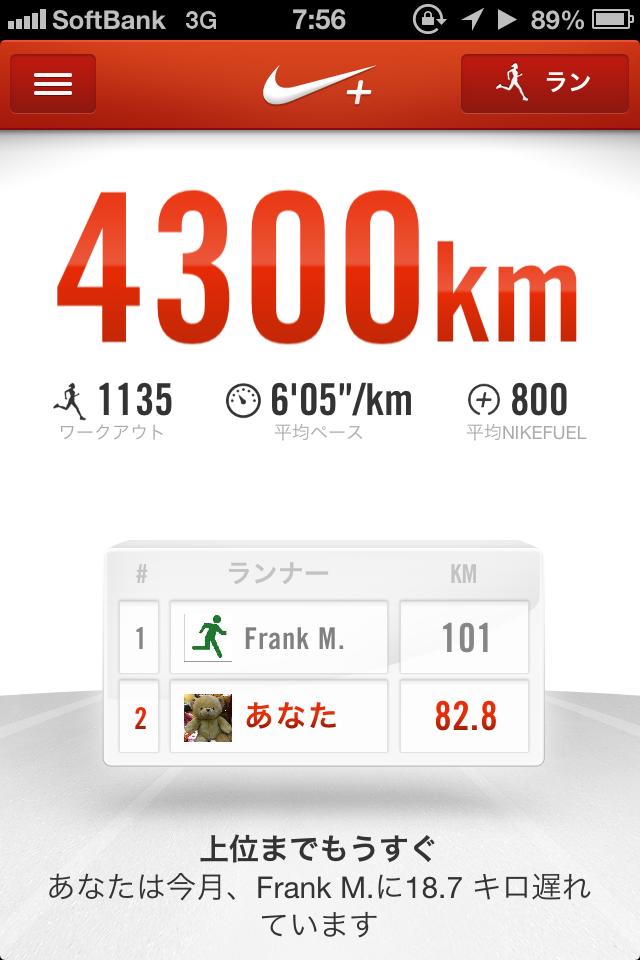 SoftBank 3G 7:56 89%
ラン
4300km
1135 6'05"/km 800
ワークアウト 平均ペース 平均NIKEFUEL
# ランナー KM
1 Frank M. 101
2 あなた 82.8
上位までもうすぐ
あなたは今月、Frank M.に18.7 キロ遅れ
ています